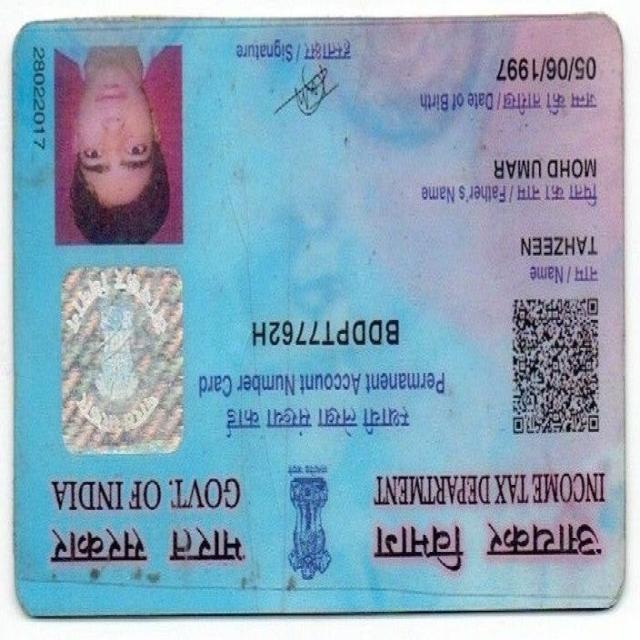 आयकर विभाग
INCOME TAX DEPARTMENT
भारत सरकार
GOVT. OF INDIA
सत्यमेव जयते
स्थायी लेखा संख्या कार्ड
Permanent Account Number Card
BDDPT7762H
नाम / Name
TAHZEEN
पिता का नाम / Father's Name
MOHD UMAR
जन्म की तारीख / Date of Birth
05/06/1997
हस्ताक्षर / Signature
28022017